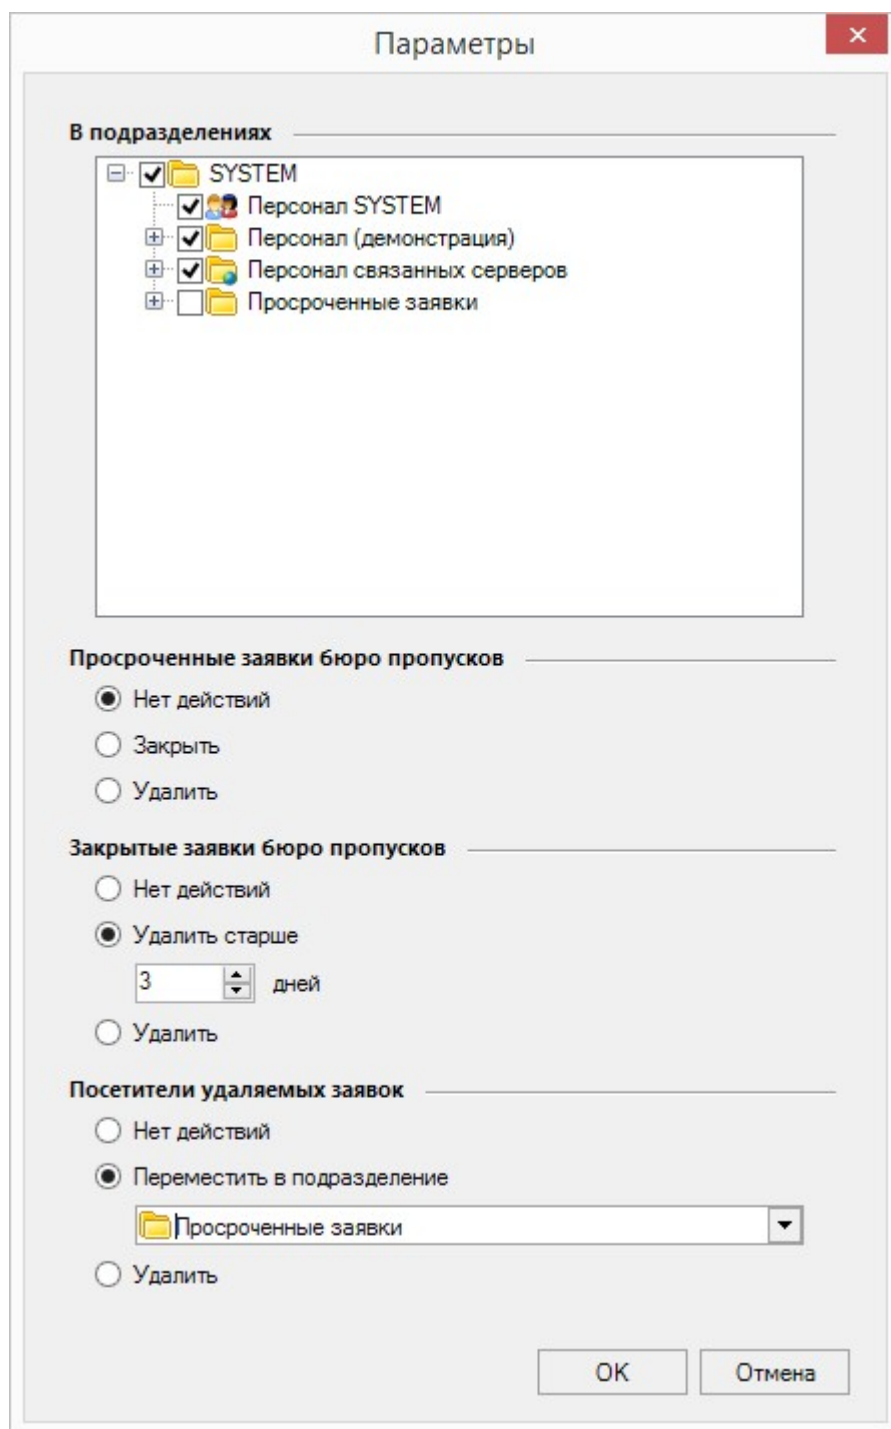 Параметры
В подразделениях
SYSTEM
Персонал SYSTEM
Персонал (демонстрация)
Персонал связанных серверов
Просроченные заявки
Просроченные заявки бюро пропусков
Нет действий
Закрыть
Удалить
Закрытые заявки бюро пропусков
Нет действий
Удалить старше
3 дней
Удалить
Посетители удаляемых заявок
Нет действий
Переместить в подразделение
Просроченные заявки
Удалить
OK Отмена